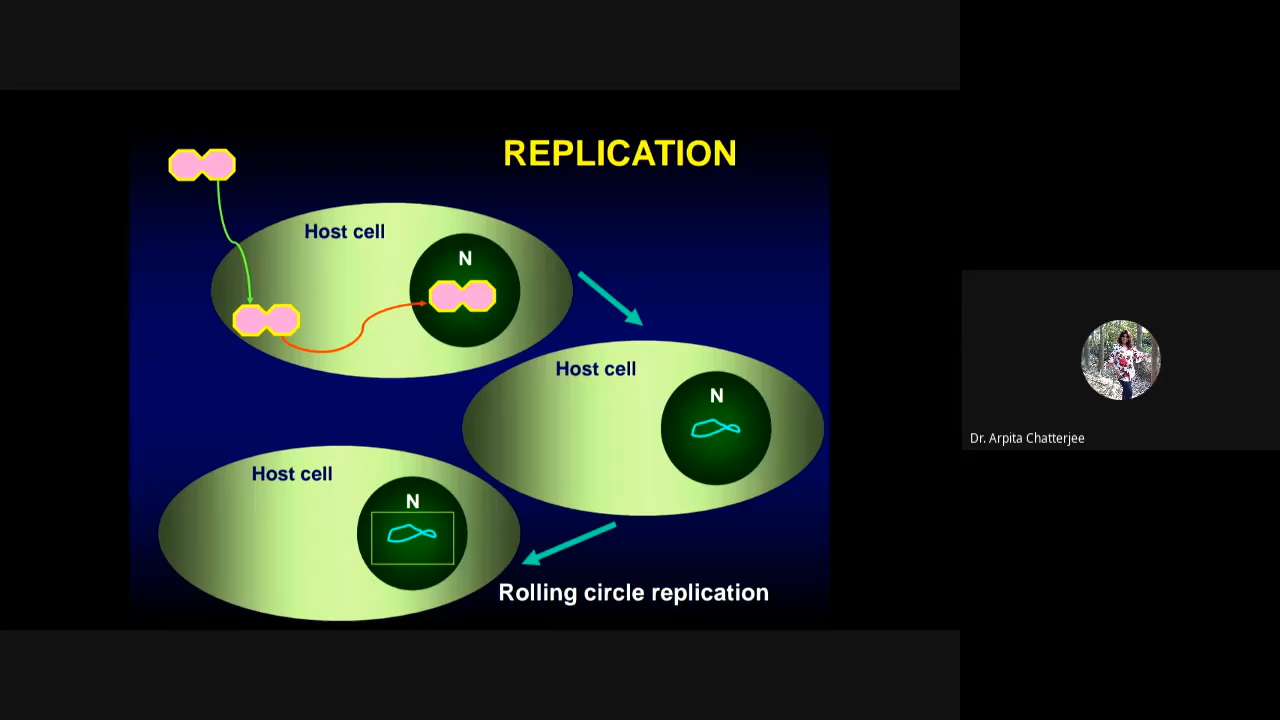 REPLICATION
Host cell
N
Host cell
N
Host cell
N
Rolling circle replication
Dr. Arpita Chatterjee